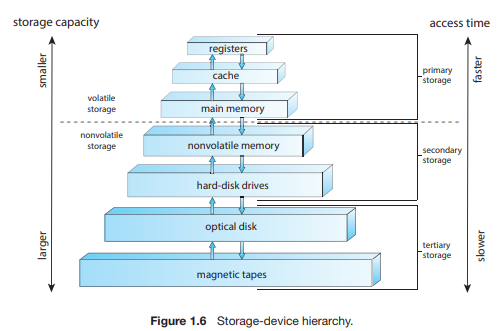 storage capacity
access time
smaller
faster
registers
cache
primary
storage
volatile
storage
main memory
nonvolatile
storage
nonvolatile memory
secondary
storage
hard-disk drives
optical disk
larger
slower
tertiary
storage
magnetic tapes
Figure 1.6 Storage-device hierarchy.